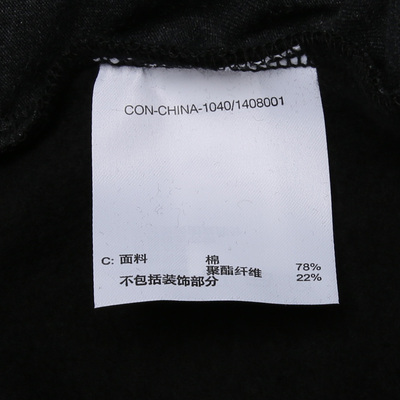 CON-CHINA-1040/1408001
C: 面料 棉 78%
聚酯纤维 22%
不包括装饰部分